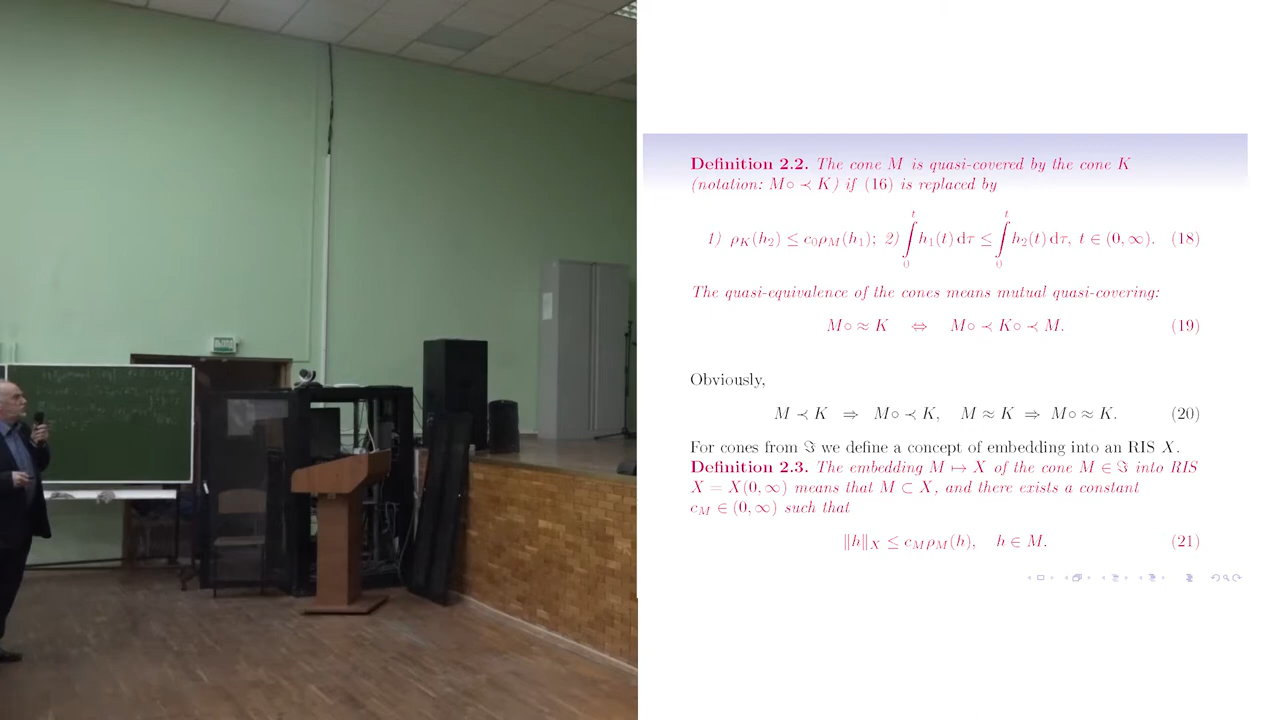 Definition 2.2. The cone M is quasi-covered by the cone K
(notation: M∘ ≺ K) if (16) is replaced by
1) ρ_K(h_2) ≤ c_0ρ_M(h_1); 2) ∫_0^t h_1(t) dτ ≤ ∫_0^t h_2(t) dτ, t ∈ (0, ∞). (18)
The quasi-equivalence of the cones means mutual quasi-covering:
M∘ ≈ K ⇔ M∘ ≺ K∘ ≺ M. (19)
Obviously,
M ≺ K ⇒ M∘ ≺ K, M ≈ K ⇒ M∘ ≈ K. (20)
For cones from ℑ we define a concept of embedding into an RIS X.
Definition 2.3. The embedding M ↦ X of the cone M ∈ ℑ into RIS
X = X(0, ∞) means that M ⊂ X, and there exists a constant
c_M ∈ (0, ∞) such that
‖h‖_X ≤ c_Mρ_M(h), h ∈ M. (21)